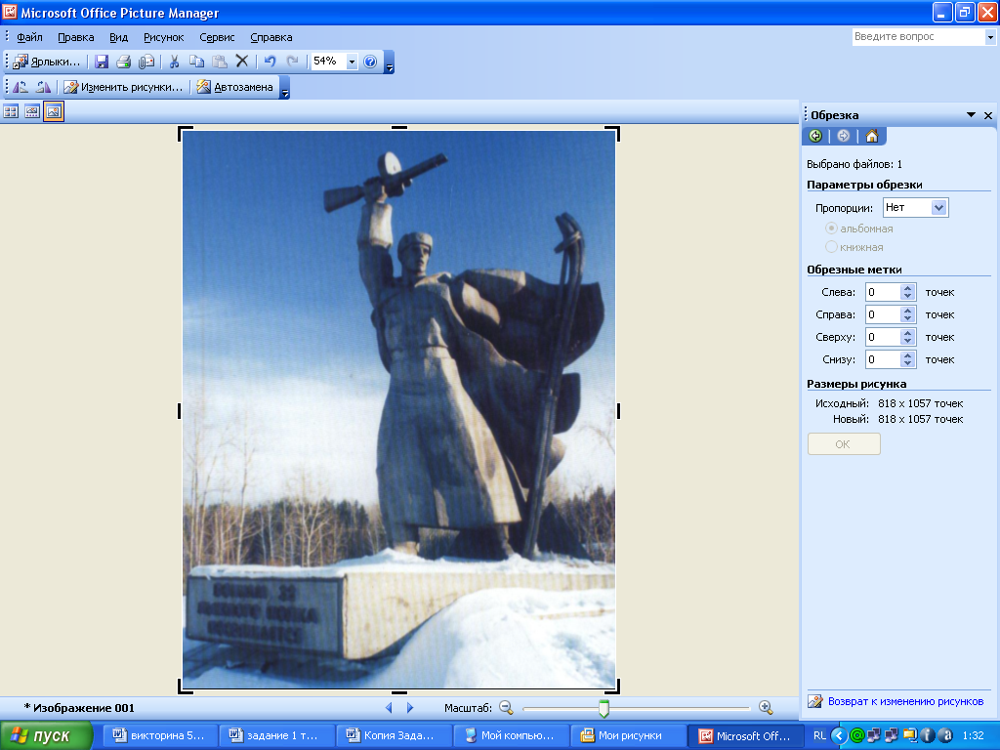 Microsoft Office Picture Manager
Файл Правка Вид Рисунок Сервис Справка
Введите вопрос
Ярлыки...
54%
Изменить рисунки...
Автозамена
Обрезка
Выбрано файлов: 1
Параметры обрезки
Пропорции: Нет
альбомная
книжная
Обрезные метки
Слева: 0 точек
Справа: 0 точек
Сверху: 0 точек
Снизу: 0 точек
Размеры рисунка
Исходный: 818 x 1057 точек
Новый: 818 x 1057 точек
OK
ВОИНАМ
ПОСВЯЩАЕТСЯ
Возврат к изменению рисунков
* Изображение 001
Масштаб:
пуск
викторина 5...
задание 1 т...
Копия Зада...
Мой компью...
Мои рисунки
Microsoft Off...
RL
1:32